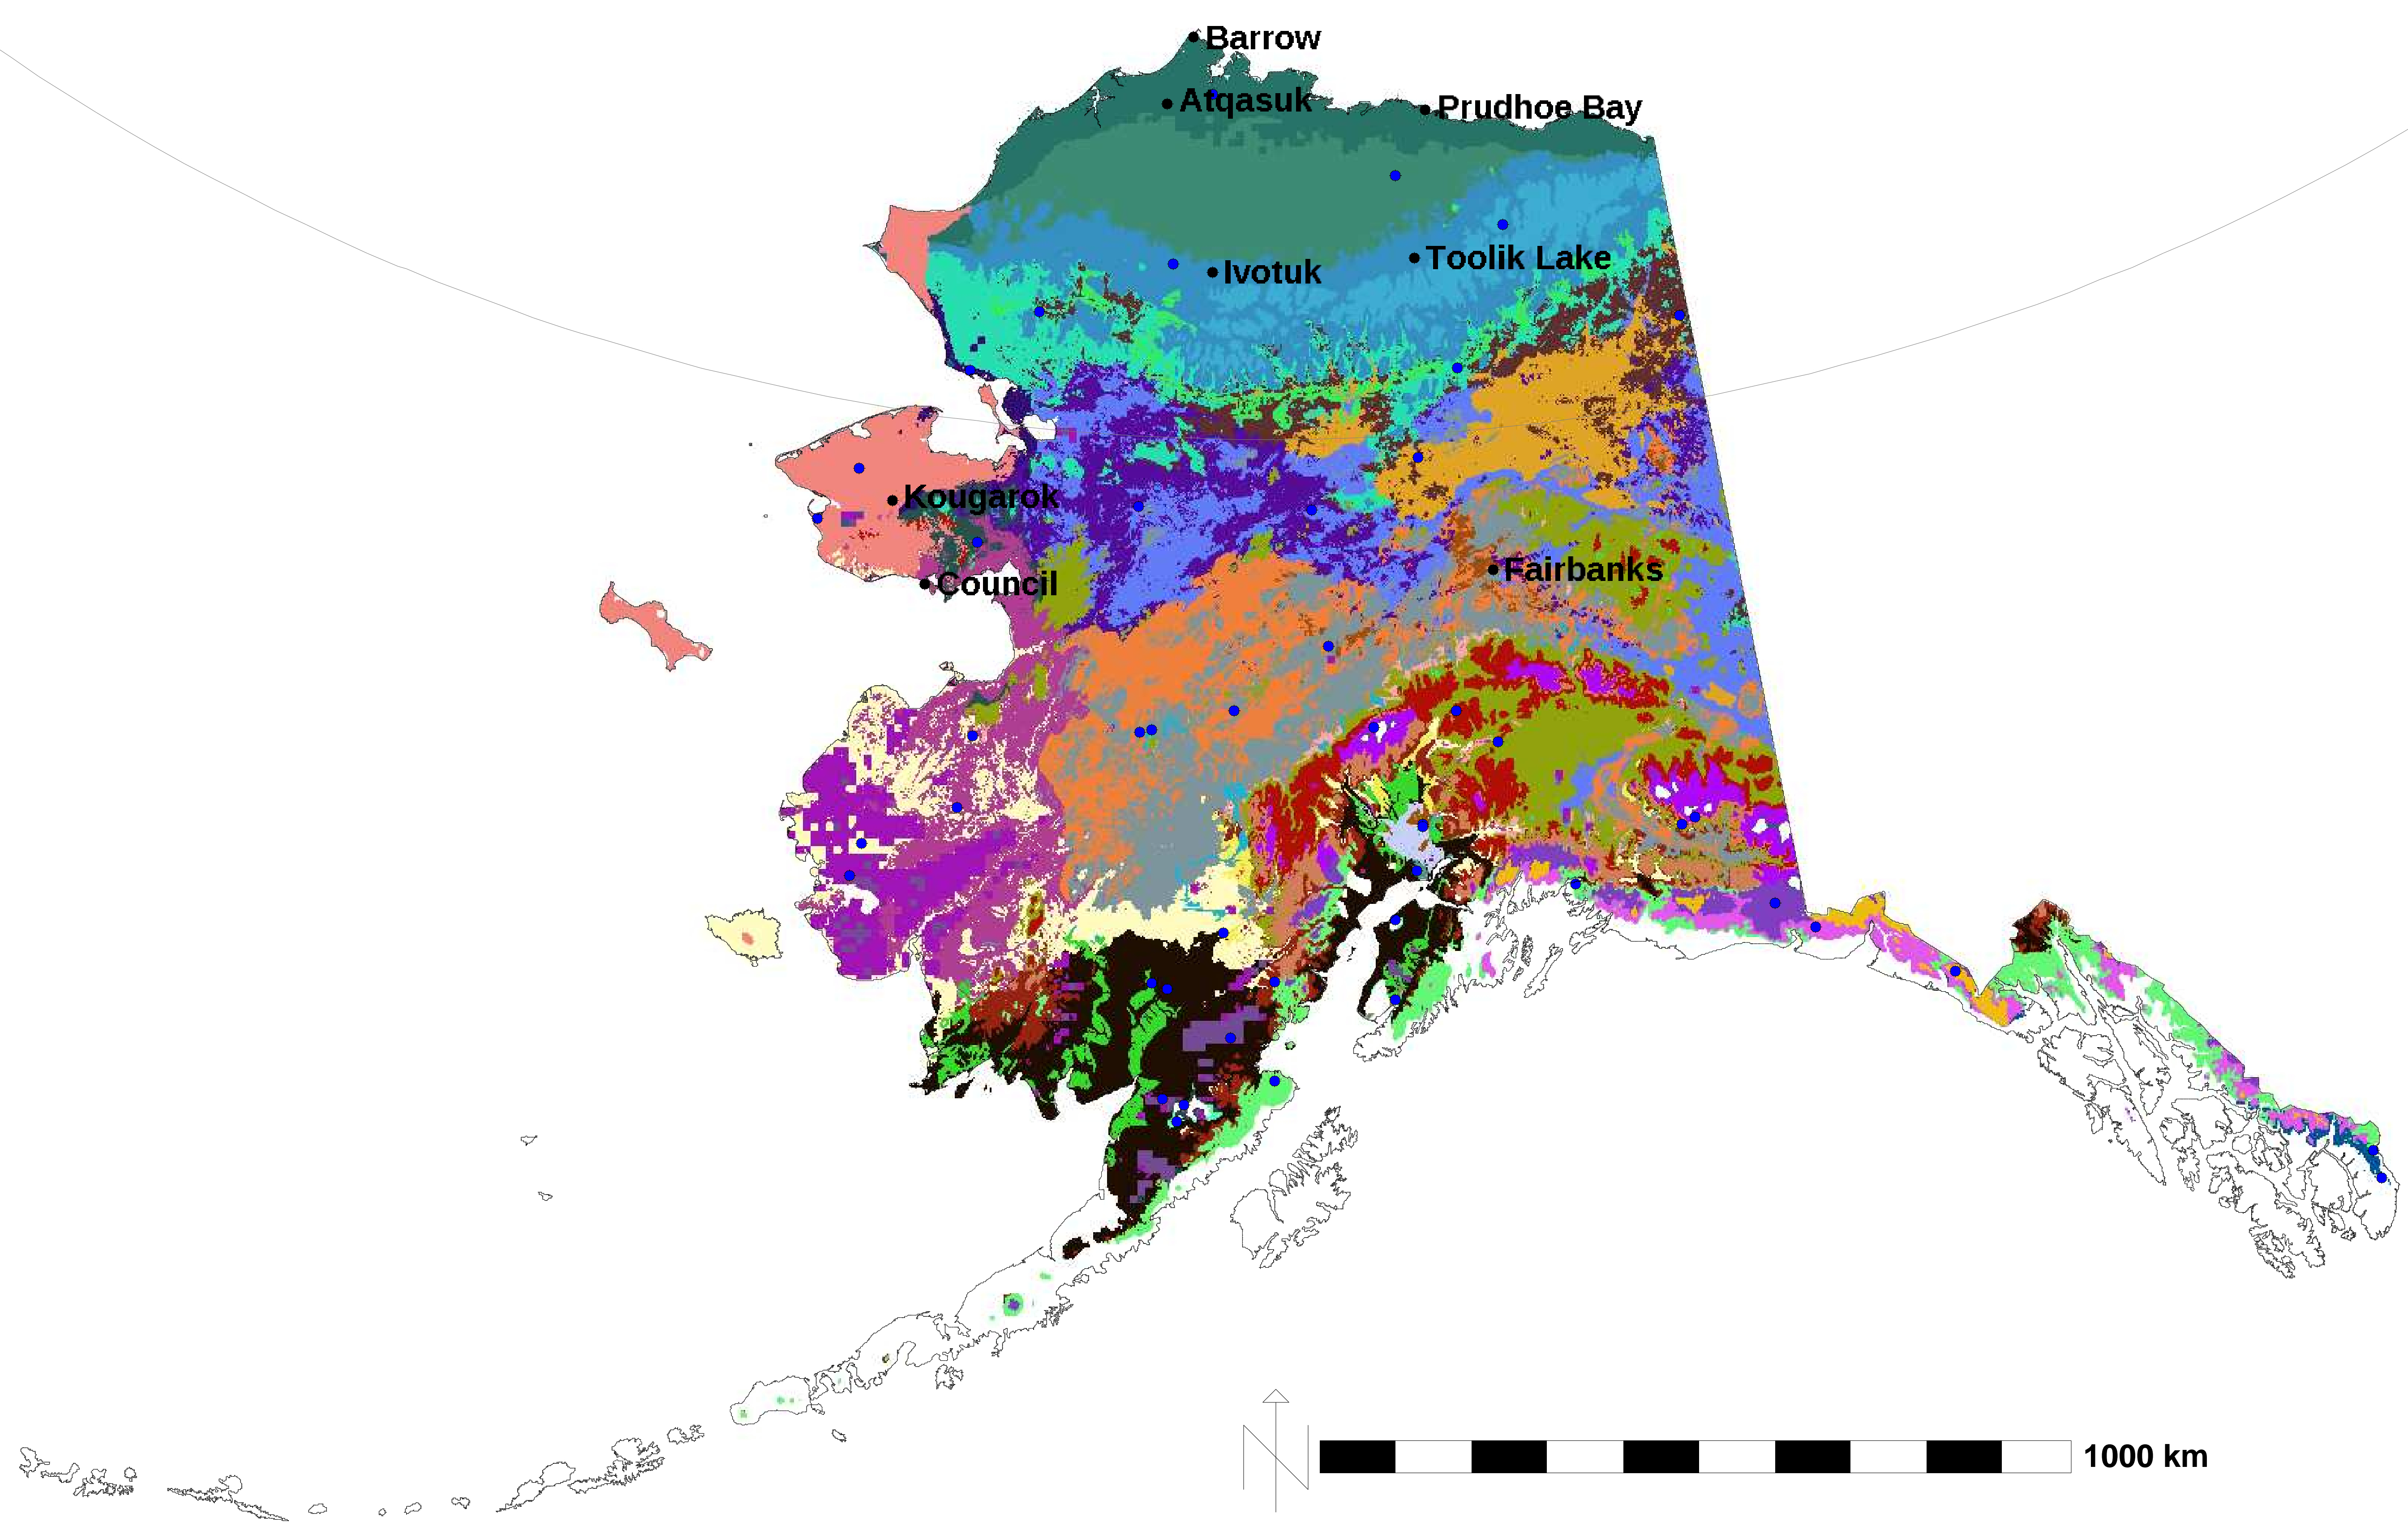 Barrow
Atqasuk
Prudhoe Bay
Ivotuk
Toolik Lake
Kougarok
Council
Fairbanks
N
1000 km